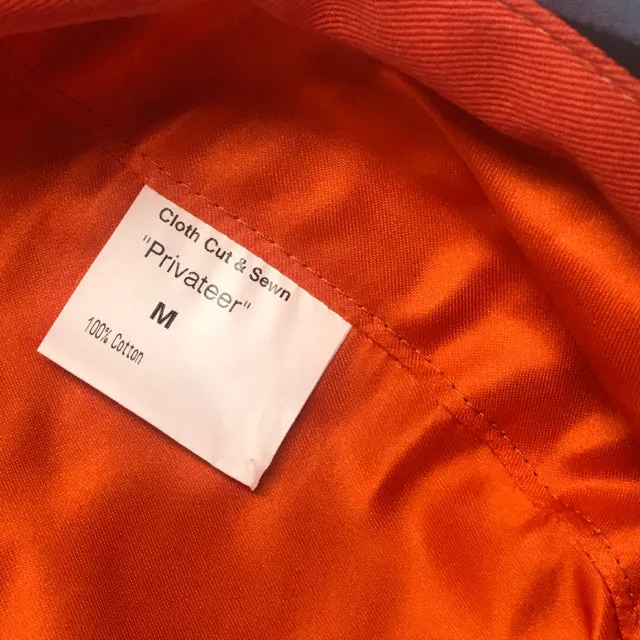 Cloth Cut & Sewn
"Privateer"
M
100% Cotton